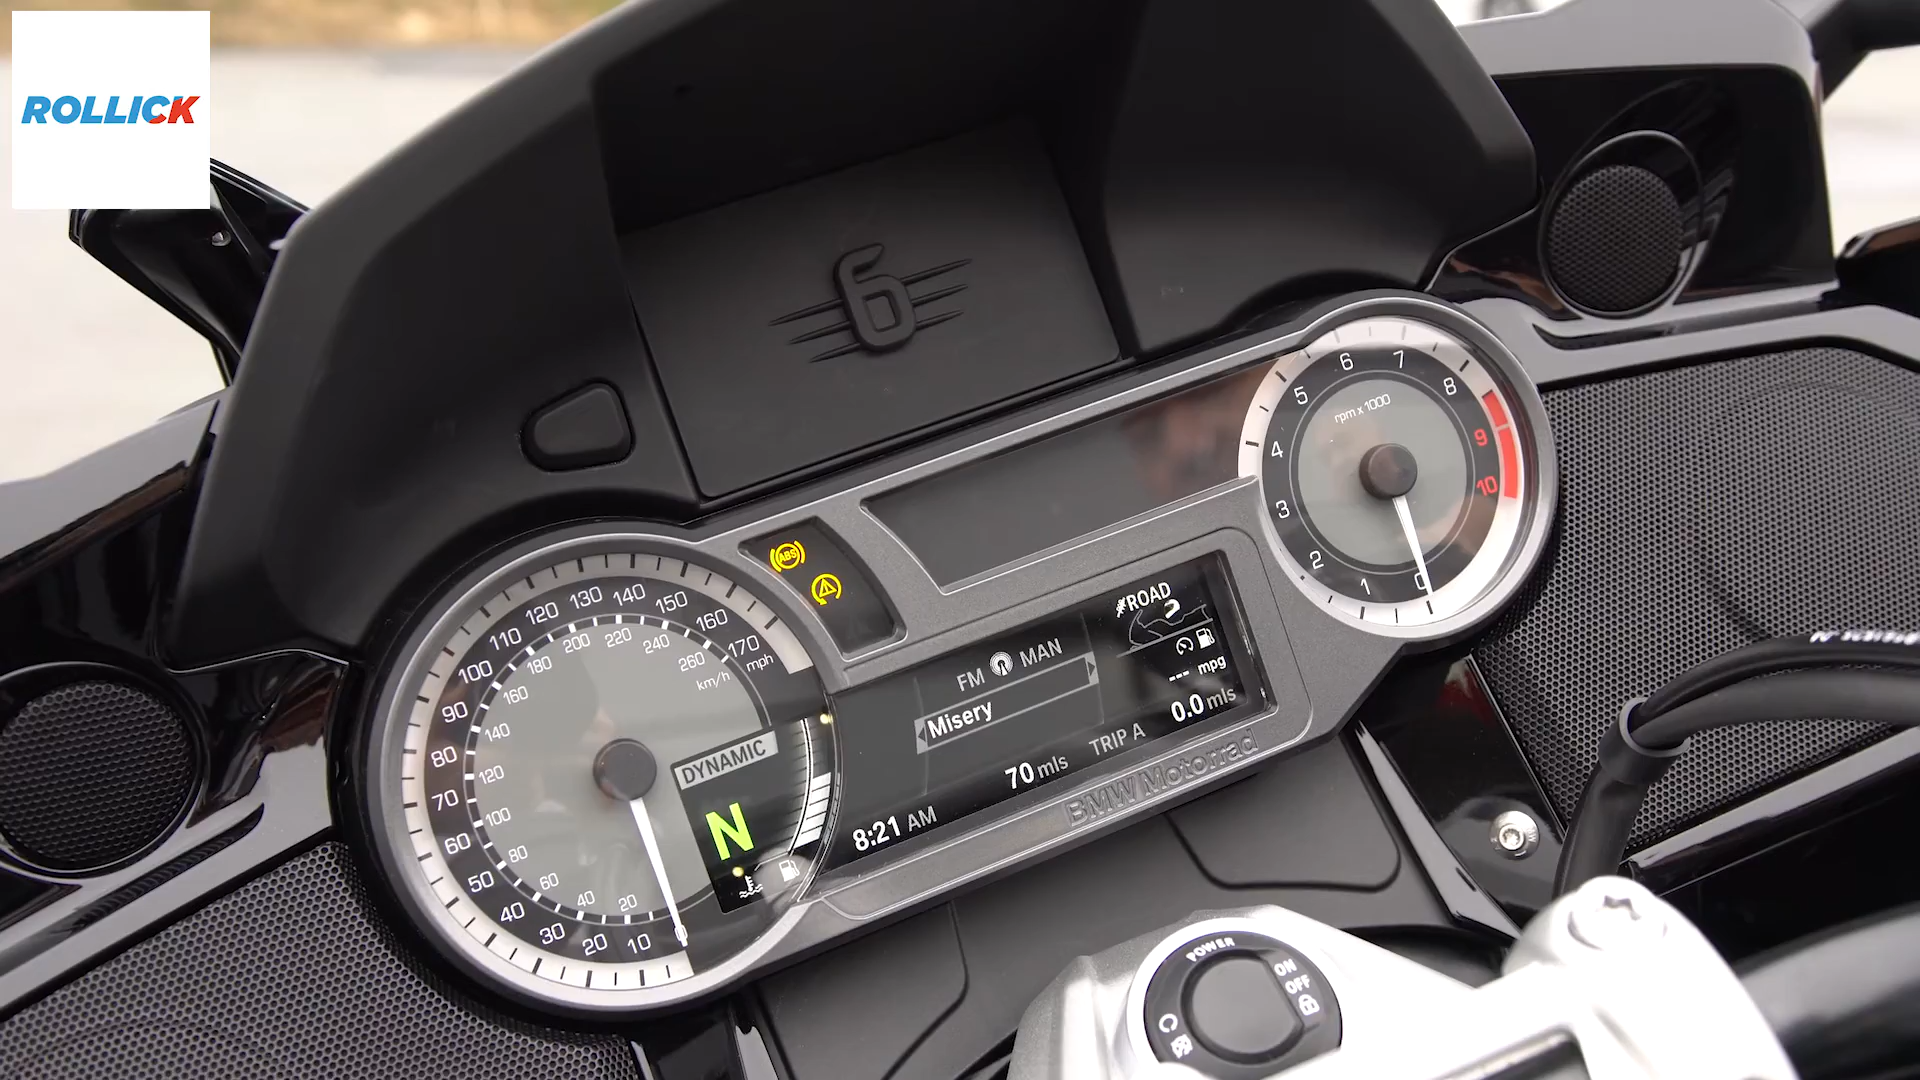 ROLLICK
6
ABS
rpm x 1000
0
1
2
3
4
5
6
7
8
9
10
0
10
20
30
40
50
60
70
80
90
100
110
120
130
140
150
160
170
mph
20
40
60
80
100
120
140
160
180
200
220
240
260
km/h
DYNAMIC
N
ROAD
FM MAN
Misery
--- mpg
0.0 mls
TRIP A
70 mls
8:21 AM
BMW Motorrad
POWER
ON
OFF